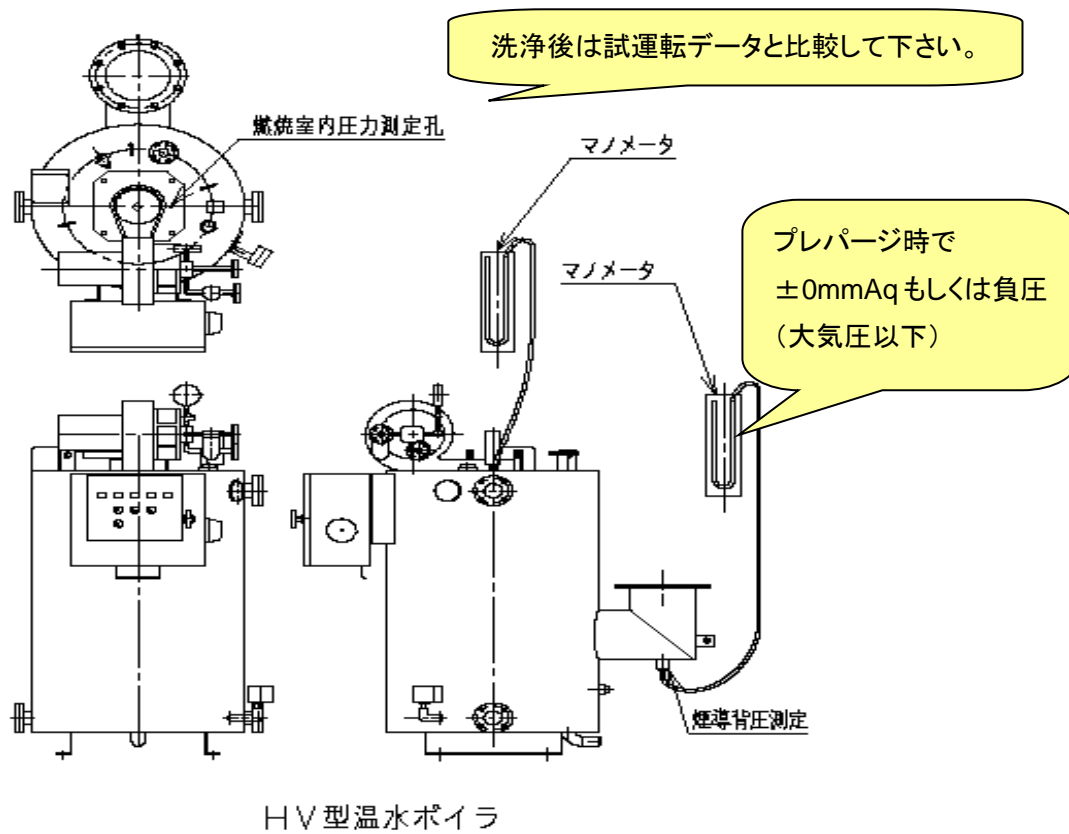 洗浄後は試運転データと比較して下さい。
燃焼室内圧力測定孔
マノメータ
マノメータ
プレパージ時で
±0mmAqもしくは負圧
（大気圧以下）
煙導背圧測定
HV型温水ボイラ